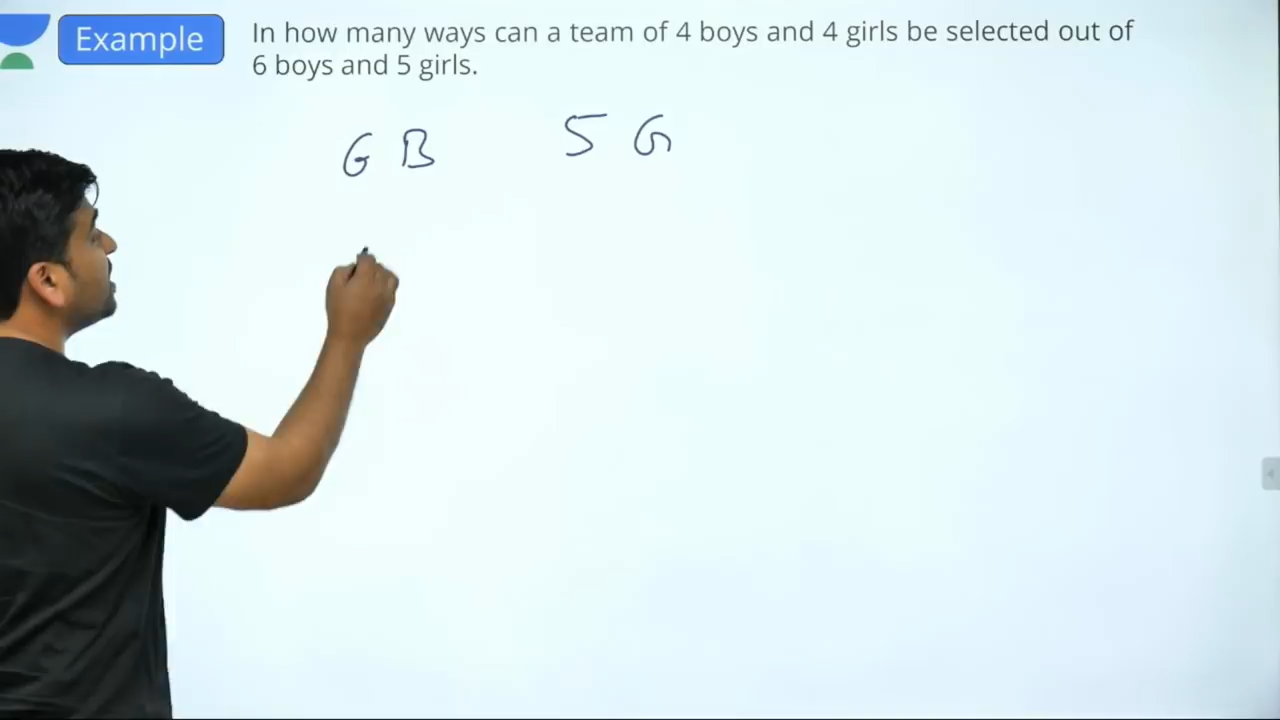 Example
In how many ways can a team of 4 boys and 4 girls be selected out of
6 boys and 5 girls.
6 B 5 G